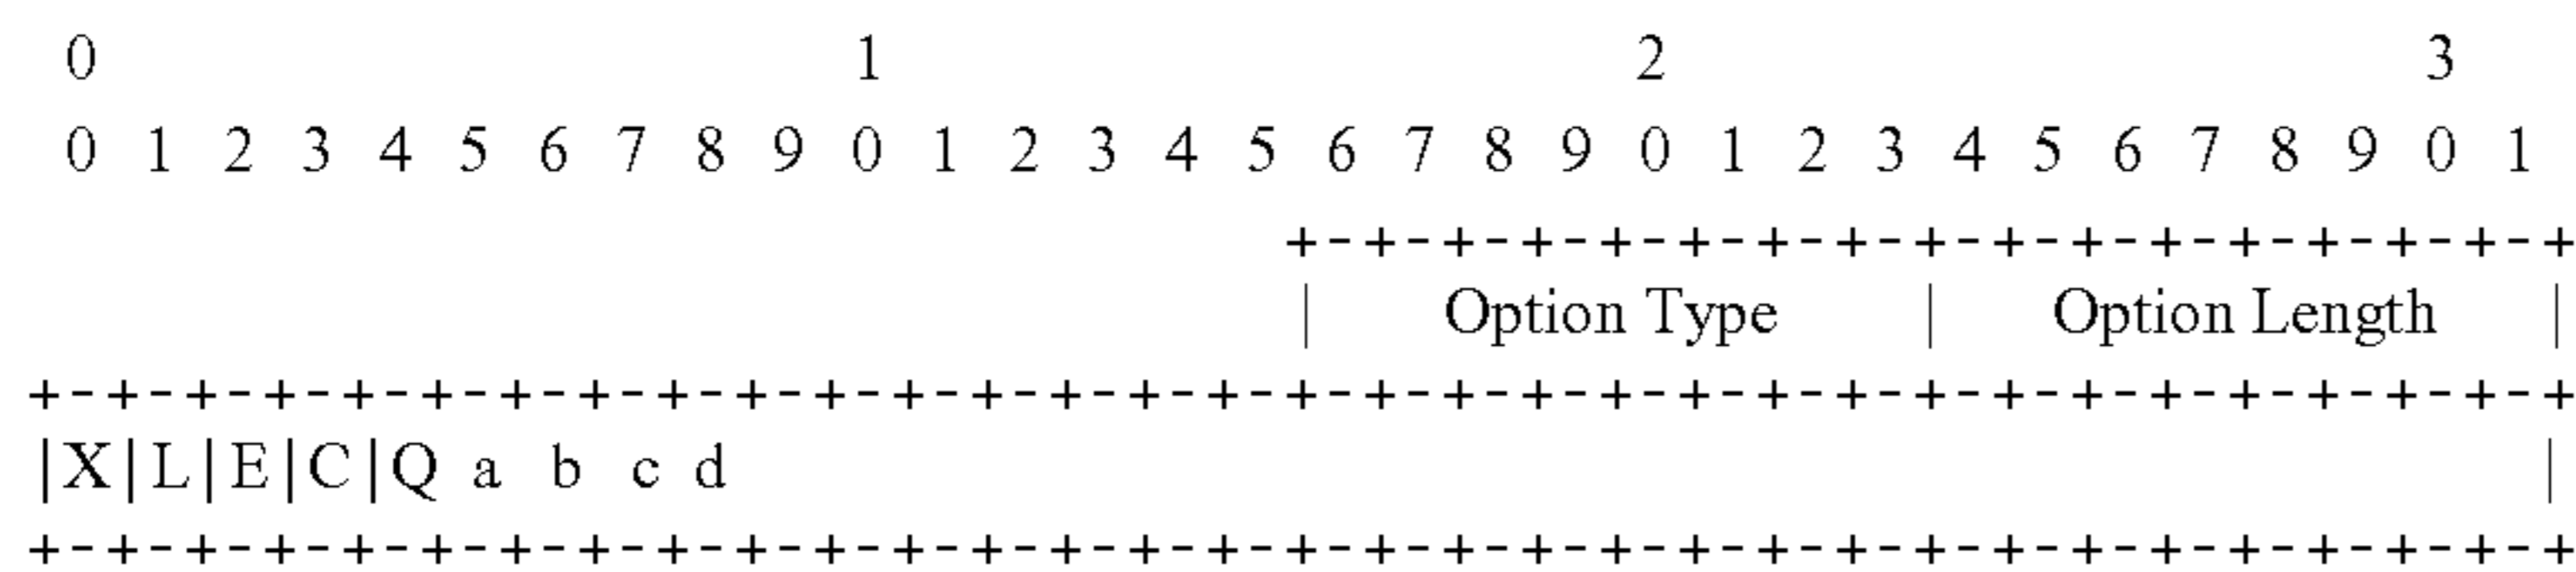 0 1 2 3
0 1 2 3 4 5 6 7 8 9 0 1 2 3 4 5 6 7 8 9 0 1 2 3 4 5 6 7 8 9 0 1
+-+-+-+-+-+-+-+-+-+-+-+-+-+-+-+-+
| Option Type | Option Length |
+-+-+-+-+-+-+-+-+-+-+-+-+-+-+-+-+-+-+-+-+-+-+-+-+-+-+-+-+-+-+-+-+
|X|L|E|C|Q a b c d |
+-+-+-+-+-+-+-+-+-+-+-+-+-+-+-+-+-+-+-+-+-+-+-+-+-+-+-+-+-+-+-+-+